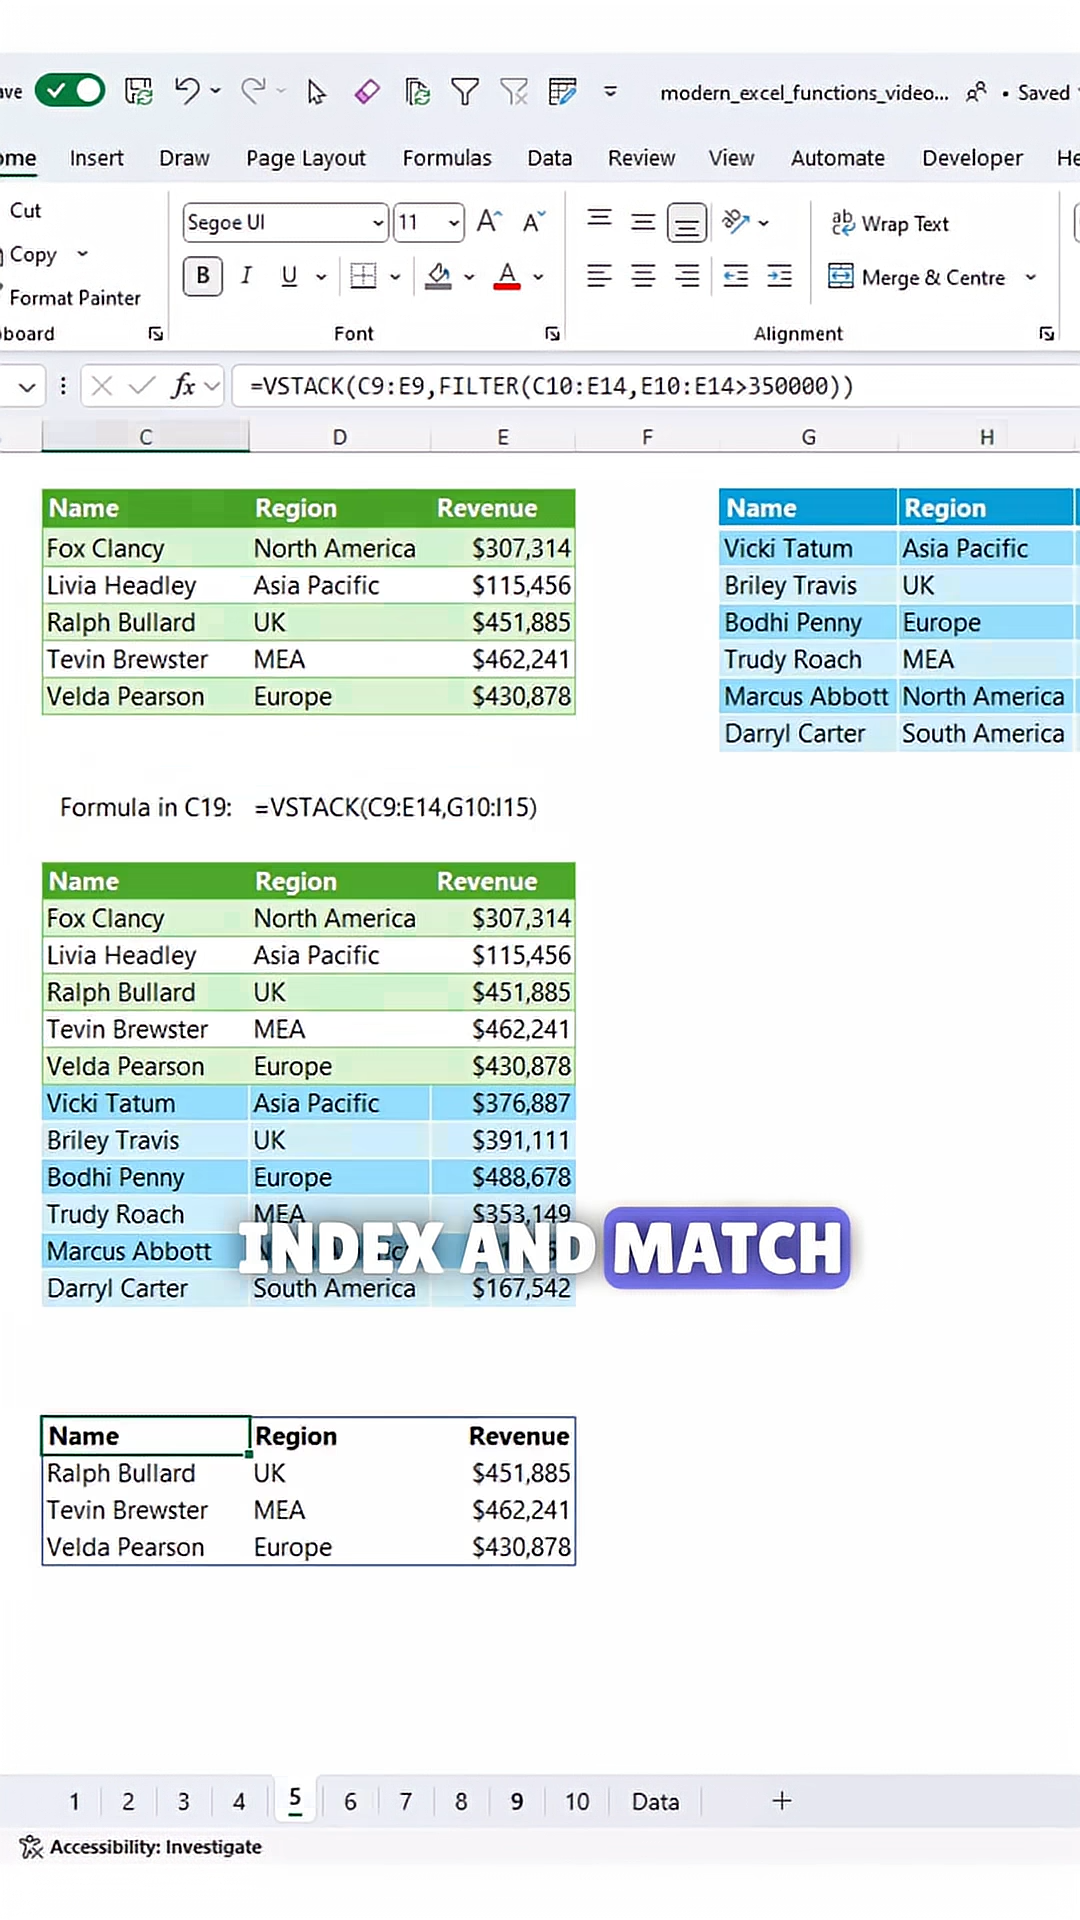 ave modern_excel_functions_video... • Saved
ome Insert Draw Page Layout Formulas Data Review View Automate Developer He
Cut
Copy
Format Painter
board
Segoe UI 11
B I U A
Font
ab Wrap Text
Merge & Centre
Alignment
fx =VSTACK(C9:E9,FILTER(C10:E14,E10:E14>350000))
C D E F G H
Name Region Revenue
Fox Clancy North America $307,314
Livia Headley Asia Pacific $115,456
Ralph Bullard UK $451,885
Tevin Brewster MEA $462,241
Velda Pearson Europe $430,878
Name Region
Vicki Tatum Asia Pacific
Briley Travis UK
Bodhi Penny Europe
Trudy Roach MEA
Marcus Abbott North America
Darryl Carter South America
Formula in C19: =VSTACK(C9:E14,G10:I15)
Name Region Revenue
Fox Clancy North America $307,314
Livia Headley Asia Pacific $115,456
Ralph Bullard UK $451,885
Tevin Brewster MEA $462,241
Velda Pearson Europe $430,878
Vicki Tatum Asia Pacific $376,887
Briley Travis UK $391,111
Bodhi Penny Europe $488,678
Trudy Roach MEA $353,149
Marcus Abbott
INDEX AND MATCH
Darryl Carter South America $167,542
Name Region Revenue
Ralph Bullard UK $451,885
Tevin Brewster MEA $462,241
Velda Pearson Europe $430,878
1 2 3 4 5 6 7 8 9 10 Data +
Accessibility: Investigate